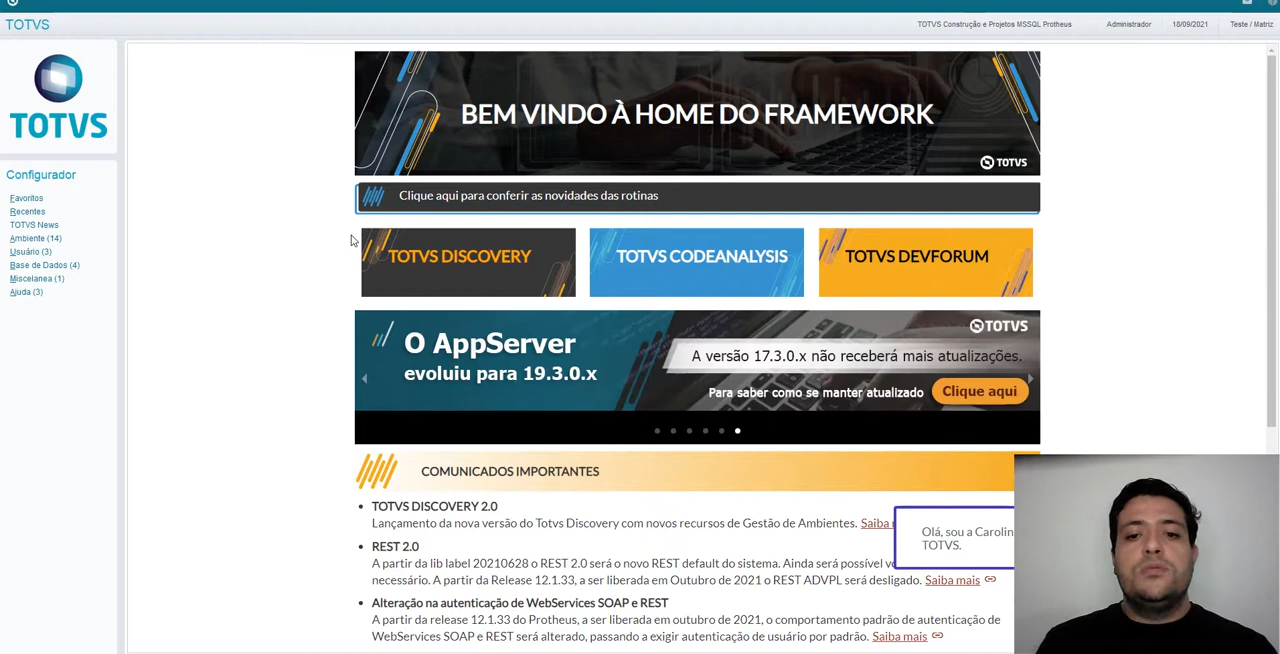 TOTVS
TOTVS Construção e Projetos MSSQL Protheus Administrador 18/09/2021 Teste / Matriz
TOTVS
Configurador
Favoritos
Recentes
TOTVS News
Ambiente (14)
Usuário (3)
Base de Dados (4)
Miscelanea (1)
Ajuda (3)
BEM VINDO À HOME DO FRAMEWORK
TOTVS
Clique aqui para conferir as novidades das rotinas
TOTVS DISCOVERY
TOTVS CODEANALYSIS
TOTVS DEVFORUM
O AppServer
evoluiu para 19.3.0.x
TOTVS
A versão 17.3.0.x não receberá mais atualizações.
Para saber como se manter atualizado Clique aqui
COMUNICADOS IMPORTANTES
TOTVS DISCOVERY 2.0
Lançamento da nova versão do Totvs Discovery com novos recursos de Gestão de Ambientes. Saiba
REST 2.0
A partir da lib label 20210628 o REST 2.0 será o novo REST default do sistema. Ainda será possível
necessário. A partir da Release 12.1.33, a ser liberada em Outubro de 2021 o REST ADVPL será desligado. Saiba mais
Alteração na autenticação de WebServices SOAP e REST
A partir da release 12.1.33 do Protheus, a ser liberada em outubro de 2021, o comportamento padrão de autenticação de
WebServices SOAP e REST será alterado, passando a exigir autenticação de usuário por padrão. Saiba mais
Olá, sou a Carolin
TOTVS.